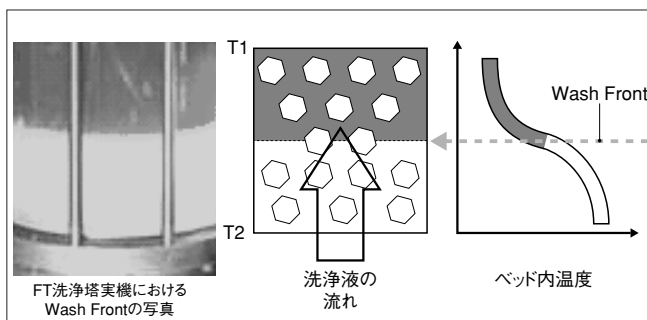 T1
T2
Wash Front
FT洗浄塔実機における
Wash Frontの写真
洗浄液の
流れ
ベッド内温度